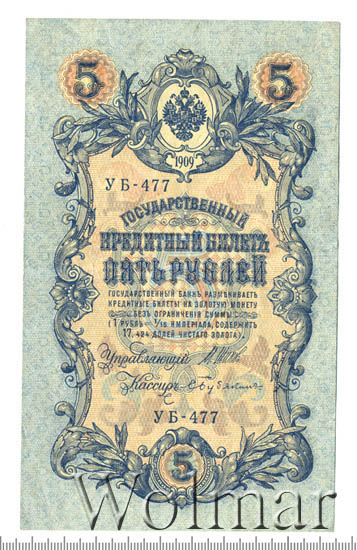 5 5
1909
УБ-477
ГОСУДАРСТВЕННЫЙ
КРЕДИТНЫЙ БИЛЕТЪ
ПЯТЬ РУБЛЕЙ
ГОСУДАРСТВЕННЫЙ БАНКЪ РАЗМѢНИВАЕТЪ
КРЕДИТНЫЕ БИЛЕТЫ НА ЗОЛОТУЮ МОНЕТУ
БЕЗЪ ОГРАНИЧЕНІЯ СУММЫ
(1 РУБЛЬ = 1/15 ИМПЕРІАЛА, СОДЕРЖИТЪ
17,424 ДОЛЕЙ ЧИСТАГО ЗОЛОТА).
Управляющій
Кассиръ
УБ-477
5
Wolmar